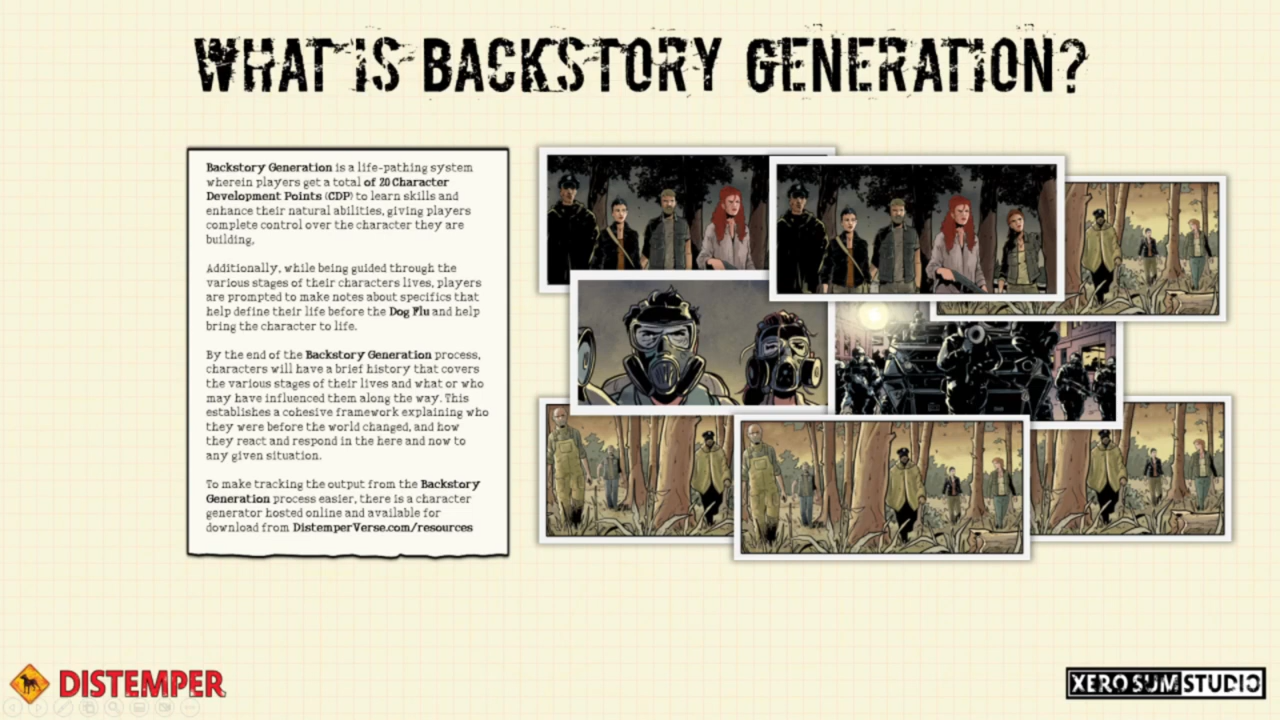 WHAT IS BACKSTORY GENERATION?
Backstory Generation is a life-pathing system
wherein players get a total of 20 Character
Development Points (CDP) to learn skills and
enhance their natural abilities, giving players
complete control over the character they are
building,
Additionally, while being guided through the
various stages of their characters lives, players
are prompted to make notes about specifics that
help define their life before the Dog Flu and help
bring the character to life.
By the end of the Backstory Generation process,
characters will have a brief history that covers
the various stages of their lives and what or who
may have influenced them along the way. This
establishes a cohesive framework explaining who
they were before the world changed, and how
they react and respond in the here and now to
any given situation.
To make tracking the output from the Backstory
Generation process easier, there is a character
generator hosted online and available for
download from DistemperVerse.com/resources
DISTEMPER
XERO SUM STUDIO